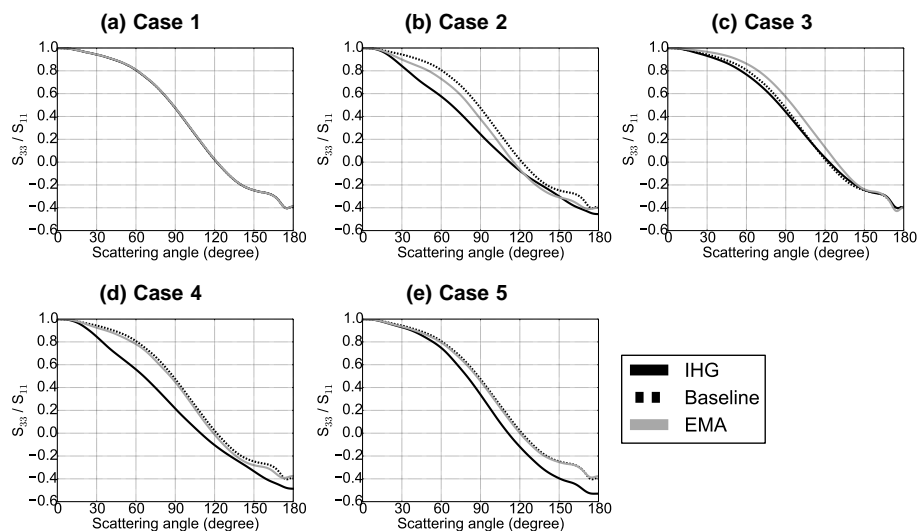 (a) Case 1
(b) Case 2
(c) Case 3
S33 / S11
1.0
0.8
0.6
0.4
0.2
0.0
−0.2
−0.4
−0.6
0 30 60 90 120 150 180
Scattering angle (degree)
S33 / S11
1.0
0.8
0.6
0.4
0.2
0.0
−0.2
−0.4
−0.6
0 30 60 90 120 150 180
Scattering angle (degree)
S33 / S11
1.0
0.8
0.6
0.4
0.2
0.0
−0.2
−0.4
−0.6
0 30 60 90 120 150 180
Scattering angle (degree)
(d) Case 4
(e) Case 5
S33 / S11
1.0
0.8
0.6
0.4
0.2
0.0
−0.2
−0.4
−0.6
0 30 60 90 120 150 180
Scattering angle (degree)
S33 / S11
1.0
0.8
0.6
0.4
0.2
0.0
−0.2
−0.4
−0.6
0 30 60 90 120 150 180
Scattering angle (degree)
IHG
Baseline
EMA